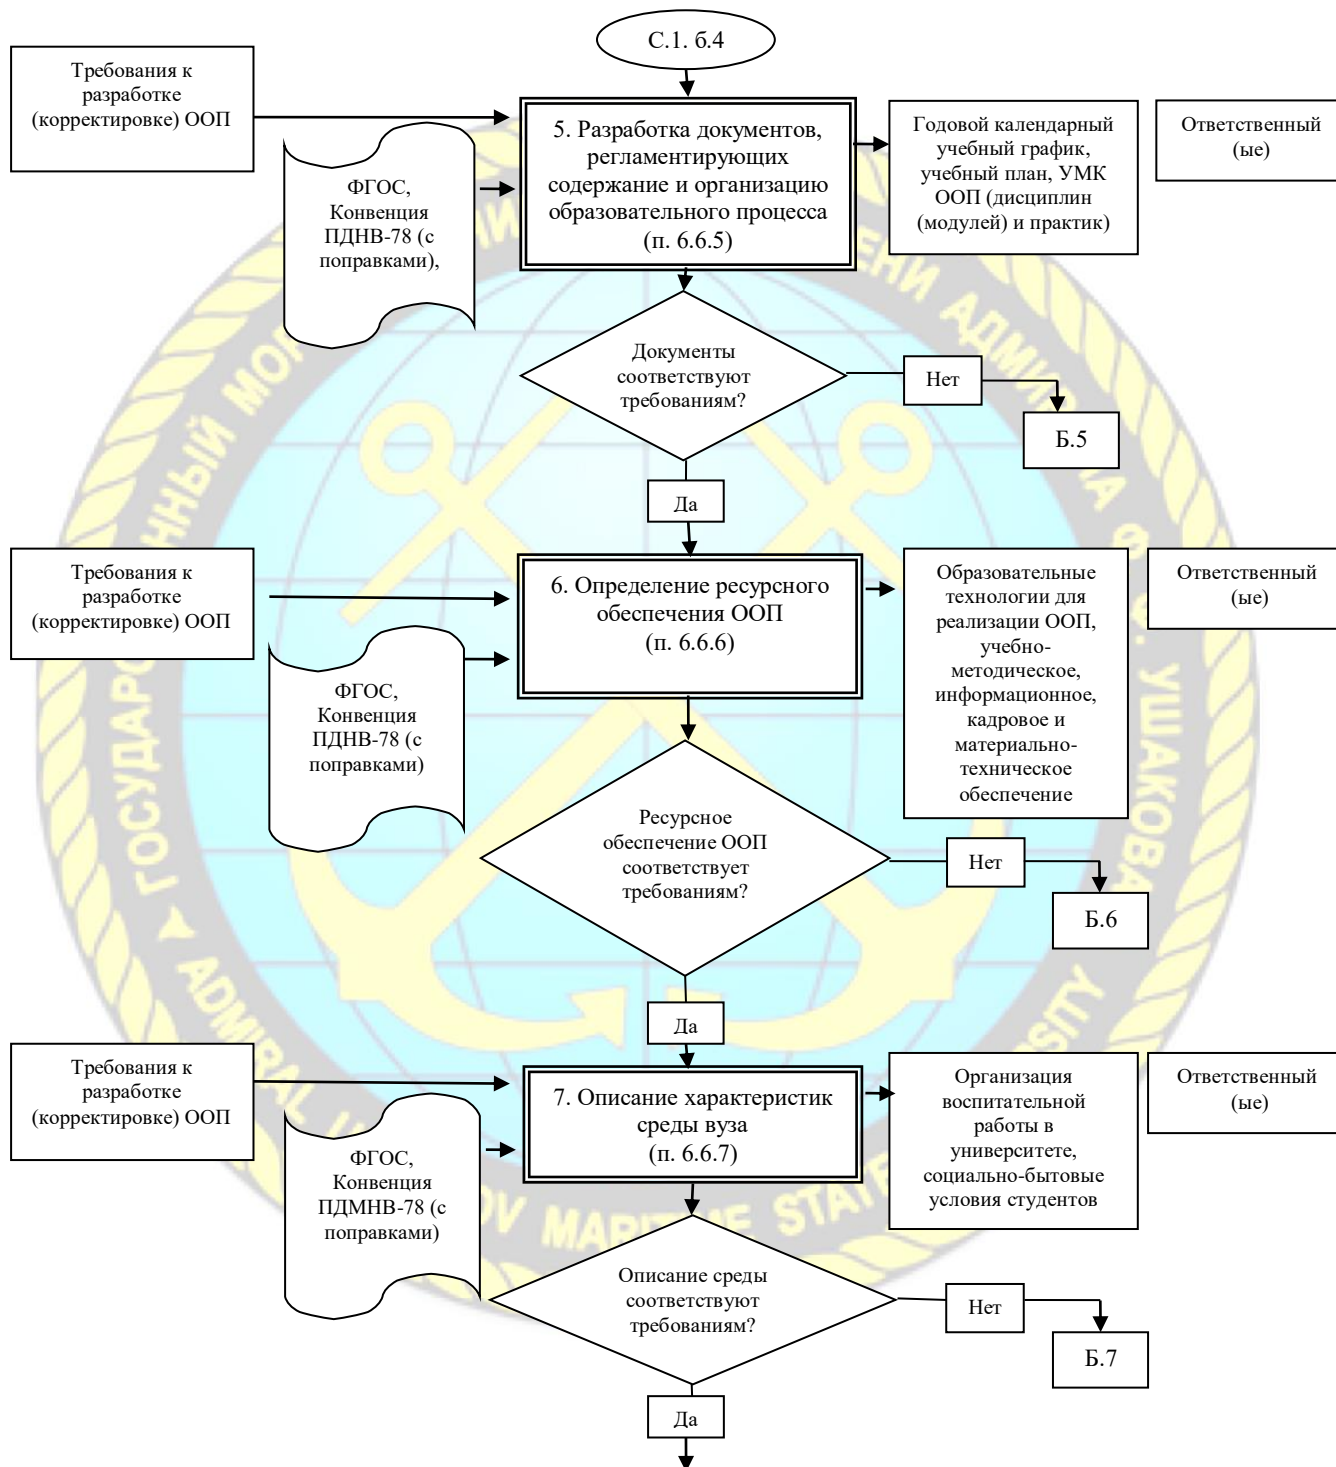 С.1. б.4
Требования к
разработке
(корректировке) ООП
5. Разработка документов,
регламентирующих
содержание и организацию
образовательного процесса
(п. 6.6.5)
Годовой календарный
учебный график,
учебный план, УМК
ООП (дисциплин
(модулей) и практик)
Ответственный
(ые)
ФГОС,
Конвенция
ПДНВ-78 (с
поправками),
Документы
соответствуют
требованиям?
Нет
Б.5
Да
Требования к
разработке
(корректировке) ООП
6. Определение ресурсного
обеспечения ООП
(п. 6.6.6)
Образовательные
технологии для
реализации ООП,
учебно-
методическое,
информационное,
кадровое и
материально-
техническое
обеспечение
Ответственный
(ые)
ФГОС,
Конвенция
ПДНВ-78 (с
поправками)
Ресурсное
обеспечение ООП
соответствует
требованиям?
Нет
Б.6
Да
Требования к
разработке
(корректировке) ООП
7. Описание характеристик
среды вуза
(п. 6.6.7)
Организация
воспитательной
работы в
университете,
социально-бытовые
условия студентов
Ответственный
(ые)
ФГОС,
Конвенция
ПДМНВ-78 (с
поправками)
Описание среды
соответствуют
требованиям?
Нет
Б.7
Да